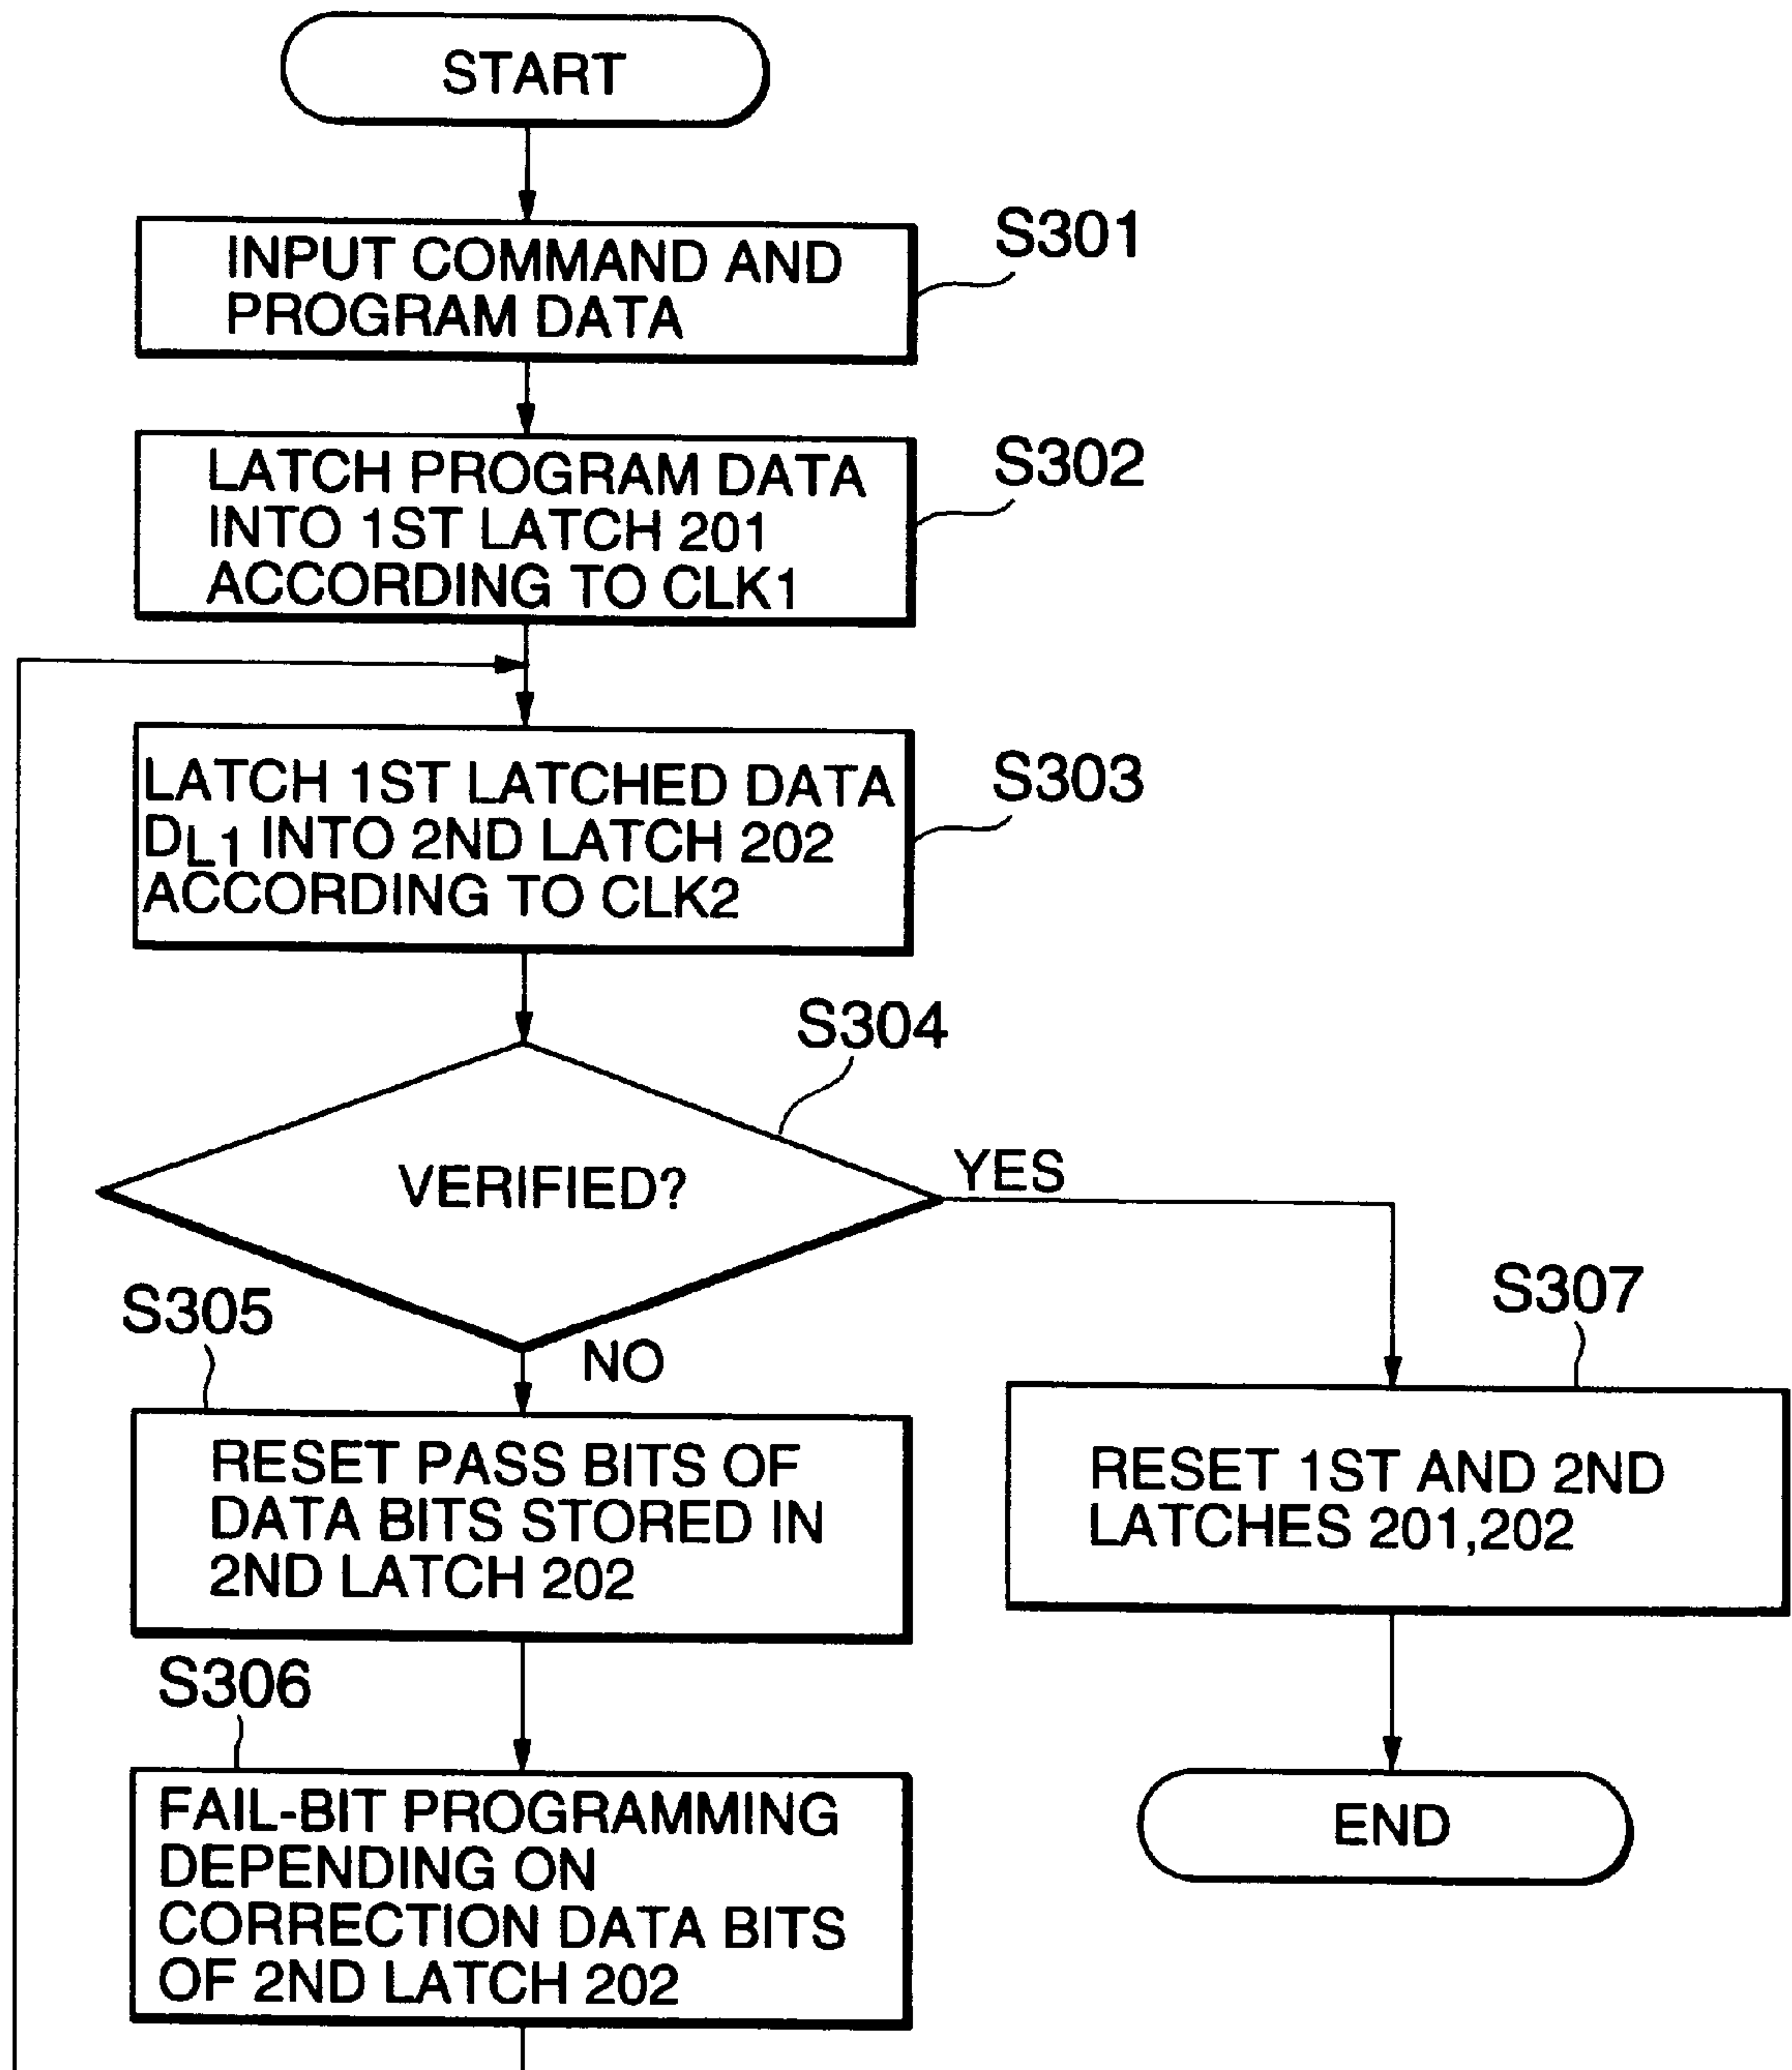 START
INPUT COMMAND AND
PROGRAM DATA
S301
LATCH PROGRAM DATA
INTO 1ST LATCH 201
ACCORDING TO CLK1
S302
LATCH 1ST LATCHED DATA
DL1 INTO 2ND LATCH 202
ACCORDING TO CLK2
S303
S304
VERIFIED?
YES
NO
S305
RESET PASS BITS OF
DATA BITS STORED IN
2ND LATCH 202
S307
RESET 1ST AND 2ND
LATCHES 201,202
S306
FAIL-BIT PROGRAMMING
DEPENDING ON
CORRECTION DATA BITS
OF 2ND LATCH 202
END